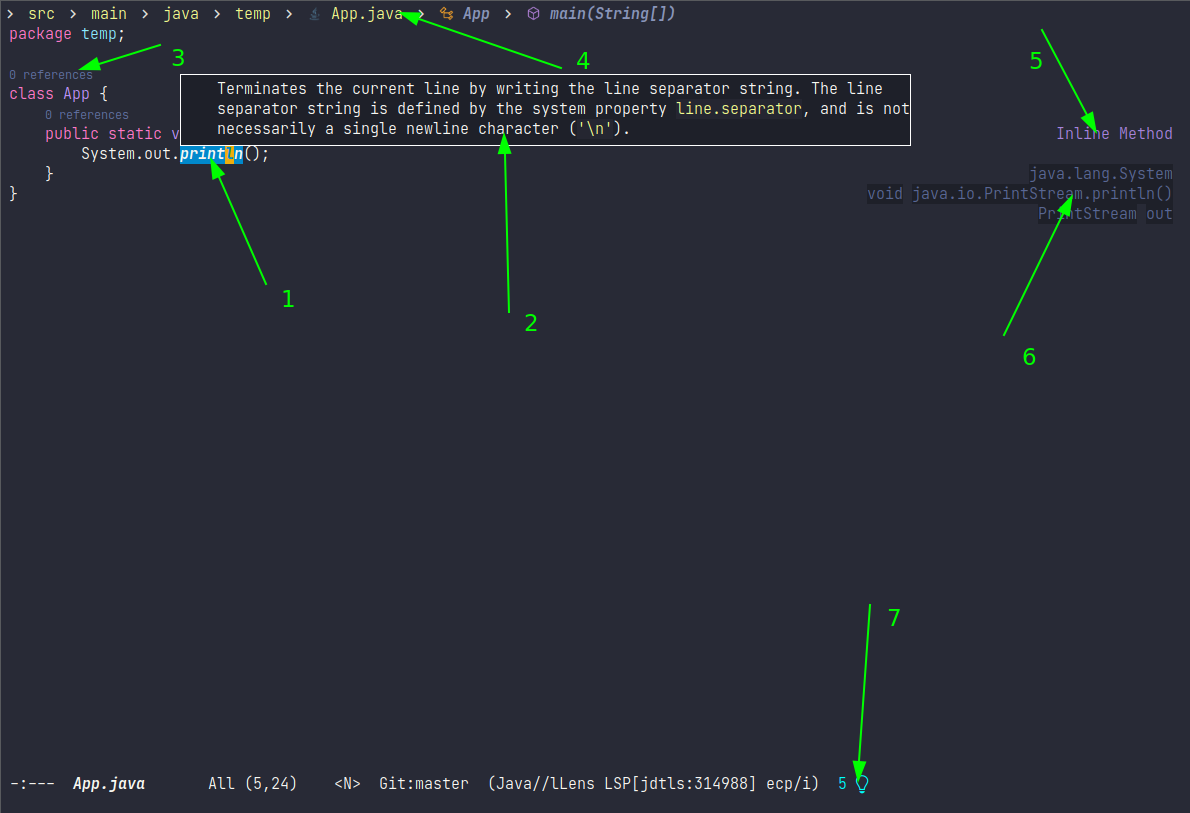 › src › main › java › temp › App.java › App › main(String[])
package temp;
3
4
5
0 references
class App {
Terminates the current line by writing the line separator string. The line
separator string is defined by the system property line.separator, and is not
necessarily a single newline character ('\n').
0 references
public static v
Inline Method
System.out.println();
}
java.lang.System
}
void java.io.PrintStream.println()
PrintStream out
1
2
6
7
-:--- App.java All (5,24) <N> Git:master (Java//lLens LSP[jdtls:314988] ecp/i) 5